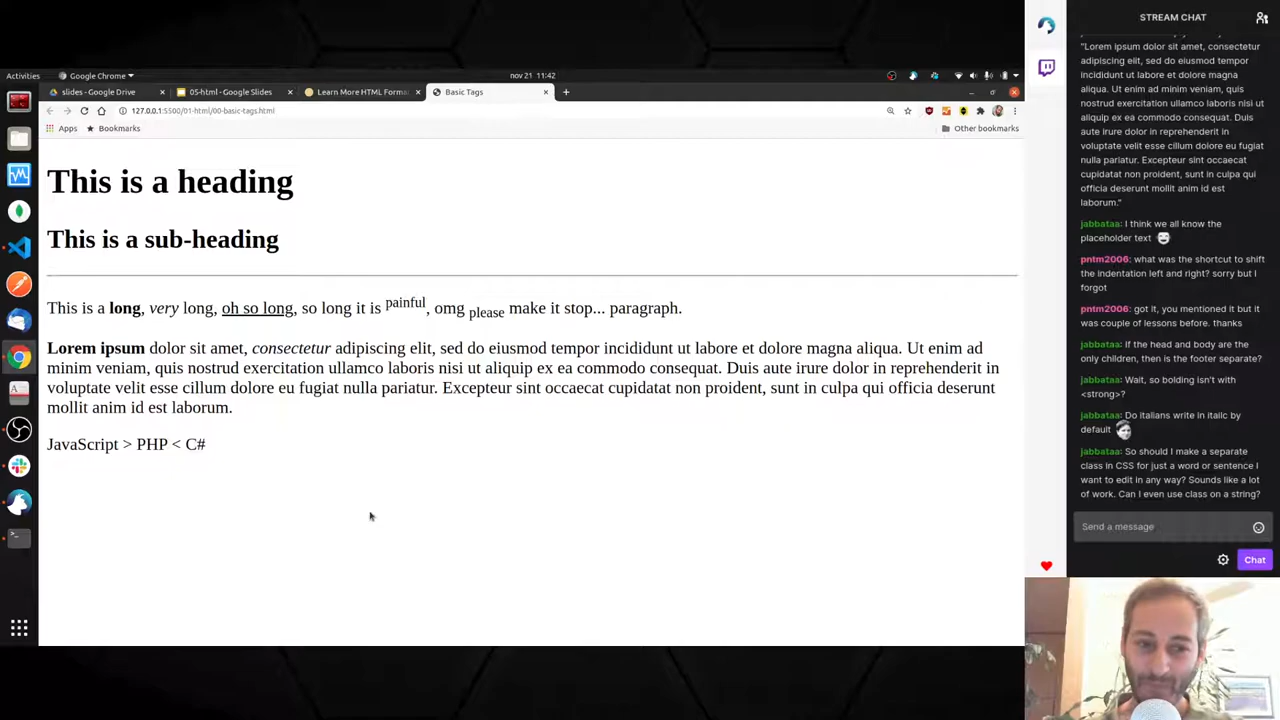 STREAM CHAT
Activities
Google Chrome
nov 21 11:42
slides - Google Drive
05-html - Google Slides
Learn More HTML Forma
Basic Tags
127.0.0.1:5500/01-html/00-basic-tags.html
Apps
Bookmarks
Other bookmarks
This is a heading
This is a sub-heading
This is a long, very long, oh so long, so long it is painful, omg please make it stop... paragraph.
Lorem ipsum dolor sit amet, consectetur adipiscing elit, sed do eiusmod tempor incididunt ut labore et dolore magna aliqua. Ut enim ad
minim veniam, quis nostrud exercitation ullamco laboris nisi ut aliquip ex ea commodo consequat. Duis aute irure dolor in reprehenderit in
voluptate velit esse cillum dolore eu fugiat nulla pariatur. Excepteur sint occaecat cupidatat non proident, sunt in culpa qui officia deserunt
mollit anim id est laborum.
JavaScript > PHP < C#
"Lorem ipsum dolor sit amet, consectetur
adipiscing elit, sed do eiusmod tempor
incididunt ut labore et dolore magna
aliqua. Ut enim ad minim veniam, quis
nostrud exercitation ullamco laboris nisi ut
aliquip ex ea commodo consequat. Duis
aute irure dolor in reprehenderit in
voluptate velit esse cillum dolore eu fugiat
nulla pariatur. Excepteur sint occaecat
cupidatat non proident, sunt in culpa qui
officia deserunt mollit anim id est
laborum."
jabbataa: I think we all know the
placeholder text
pntm2006: what was the shortcut to shift
the indentation left and right? sorry but I
forgot
pntm2006: got it, you mentioned it but it
was couple of lessons before. thanks
jabbataa: If the head and body are the
only children, then is the footer separate?
jabbataa: Wait, so bolding isn't with
<strong>?
jabbataa: Do italians write in itailc by
default
jabbataa: So should I make a separate
class in CSS for just a word or sentence I
want to edit in any way? Sounds like a lot
of work. Can I even use class on a string?
Send a message
Chat